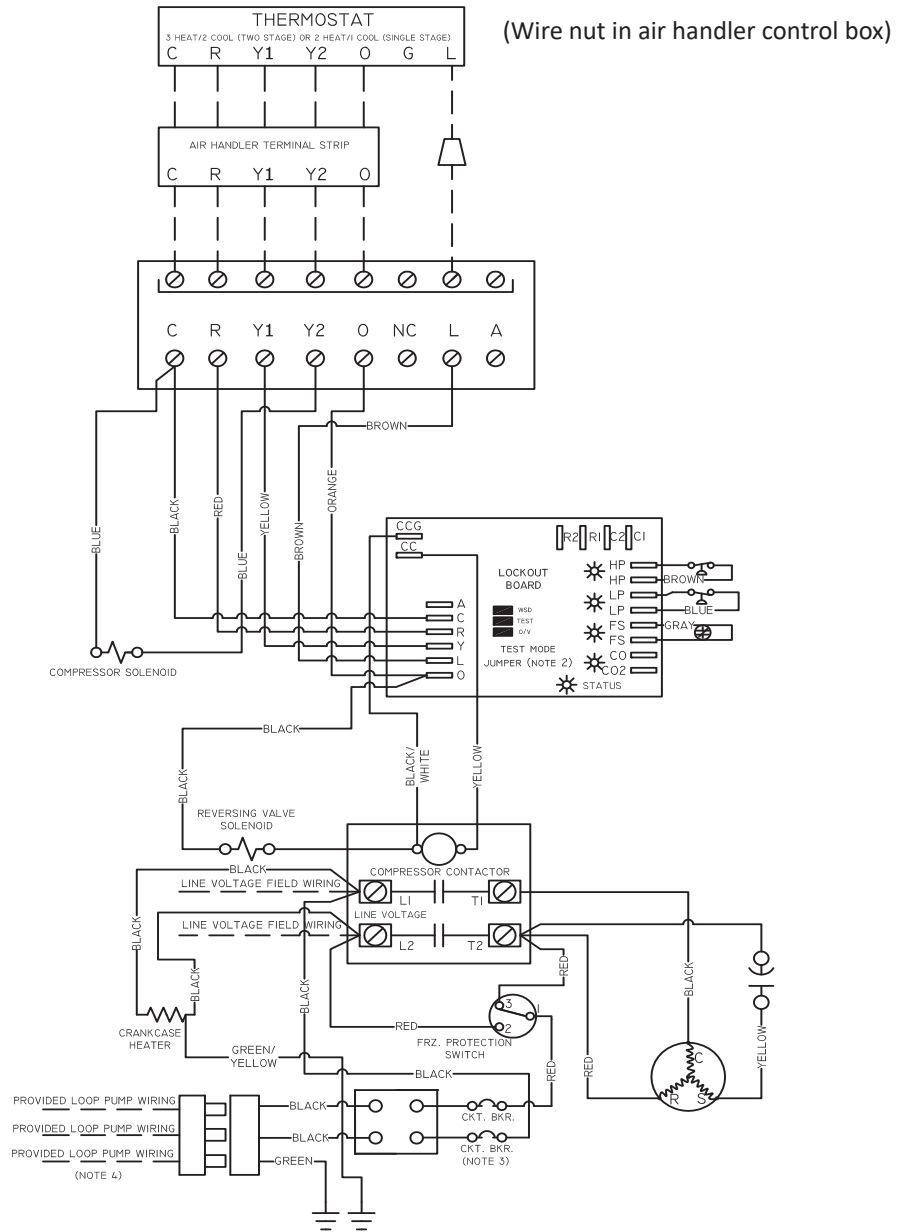 (Wire nut in air handler control box)
THERMOSTAT
3 HEAT/2 COOL (TWO STAGE) OR 2 HEAT/1 COOL (SINGLE STAGE)
C R Y1 Y2 O G L
AIR HANDLER TERMINAL STRIP
C R Y1 Y2 O
C R Y1 Y2 O NC L A
BROWN
BLUE
BLACK
RED
YELLOW
BLUE
BROWN
ORANGE
COMPRESSOR SOLENOID
CCG
CC
R2 R1 C2 C1
LOCKOUT
BOARD
HP
HP
LP
LP
FS
FS
CO
CO2
BROWN
BLUE
GRAY
A
C
R
Y
L
O
WSD
TEST
O/V
TEST MODE
JUMPER (NOTE 2)
STATUS
BLACK
BLACK
BLACK/
WHITE
YELLOW
REVERSING VALVE
SOLENOID
BLACK
COMPRESSOR CONTACTOR
LINE VOLTAGE FIELD WIRING
L1 T1
LINE VOLTAGE
LINE VOLTAGE FIELD WIRING
L2 T2
BLACK
BLACK
BLACK
RED
BLACK
CRANKCASE
HEATER
RED
3
1
2
FRZ. PROTECTION
SWITCH
GREEN/
YELLOW
BLACK
RED
RED
YELLOW
C
R S
PROVIDED LOOP PUMP WIRING
PROVIDED LOOP PUMP WIRING
PROVIDED LOOP PUMP WIRING
(NOTE 4)
BLACK
BLACK
GREEN
CKT. BKR.
CKT. BKR.
(NOTE 3)